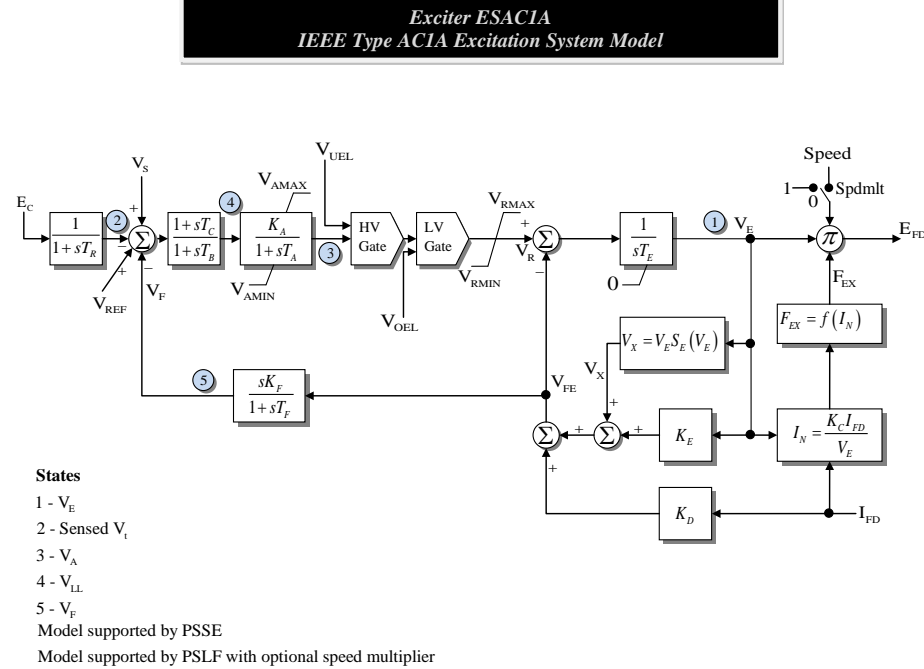 Exciter ESAC1A
IEEE Type AC1A Excitation System Model
Speed
1
0
Spdmlt
V_S
V_UEL
V_AMAX
V_RMAX
E_C
1 / (1 + sT_R)
2
+
−
Σ
+
−
V_REF
V_F
4
(1 + sT_C) / (1 + sT_B)
K_A / (1 + sT_A)
V_AMIN
3
HV
Gate
LV
Gate
V_OEL
V_R
V_RMIN
+
Σ
−
1 / sT_E
0
1
V_E
π
E_FD
F_EX
F_EX = f(I_N)
V_X = V_E S_E(V_E)
V_X
5
sK_F / (1 + sT_F)
V_FE
+
Σ
+
+
Σ
+
K_E
I_N = K_C I_FD / V_E
K_D
I_FD
States
1 - V_E
2 - Sensed V_t
3 - V_A
4 - V_LL
5 - V_F
Model supported by PSSE
Model supported by PSLF with optional speed multiplier